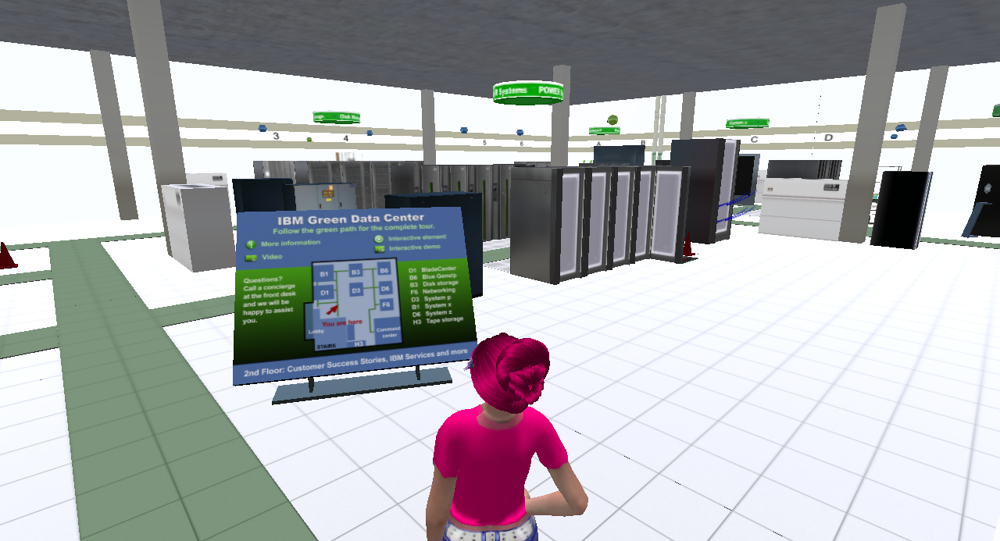 R Systems POWER
Disk
3
4
5
6
A
B
C
D
System z
IBM Green Data Center
Follow the green path for the complete tour.
More information
Video
Interactive element
Interactive demo
Questions?
Call a concierge
at the front desk
and we will be
happy to assist
you.
B1
B3
B6
D1
D3
D6
F6
You are here
Lobby
Command
center
STAIRS
H3
D1 BladeCenter
B6 Blue Gene/p
B3 Disk storage
F6 Networking
D3 System p
B1 System x
D6 System z
H3 Tape storage
2nd Floor: Customer Success Stories, IBM Services and more